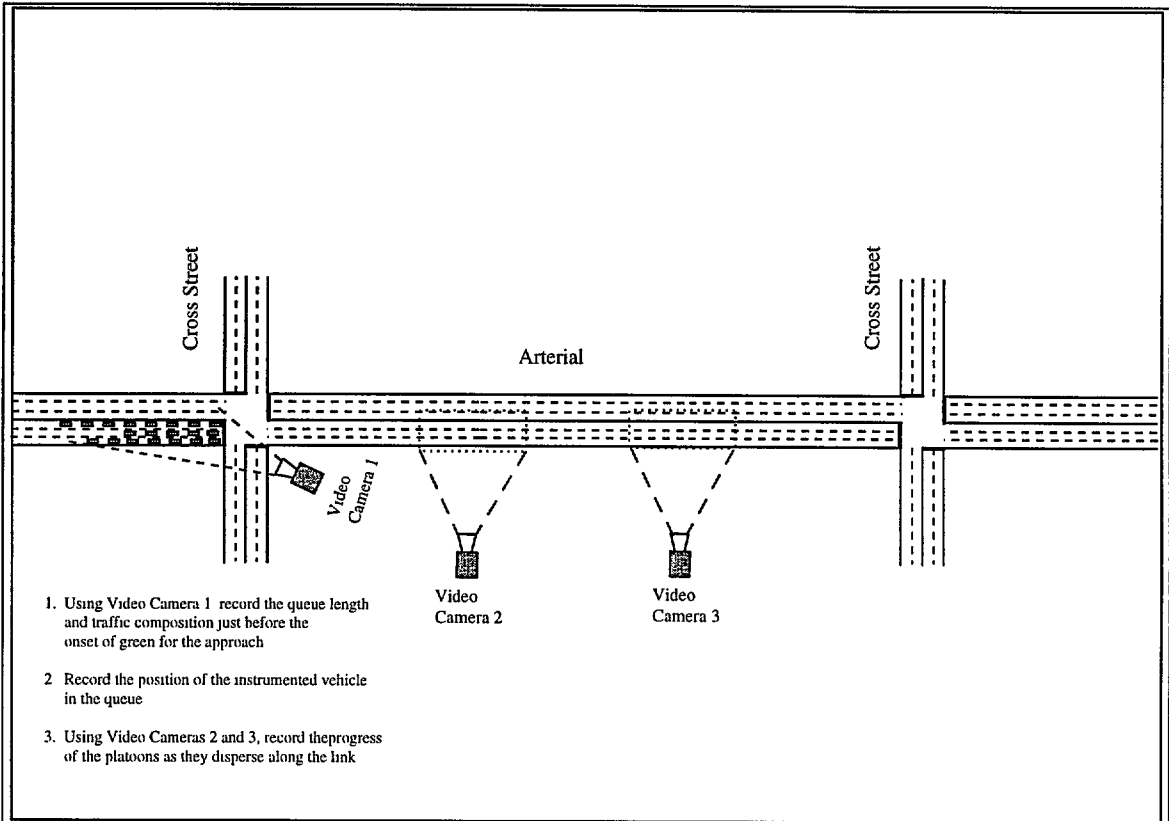 Cross Street
Cross Street
Arterial
Video
Camera 1
Video
Camera 2
Video
Camera 3
1. Using Video Camera 1 record the queue length
and traffic composition just before the
onset of green for the approach
2 Record the position of the instrumented vehicle
in the queue
3. Using Video Cameras 2 and 3, record theprogress
of the platoons as they disperse along the link